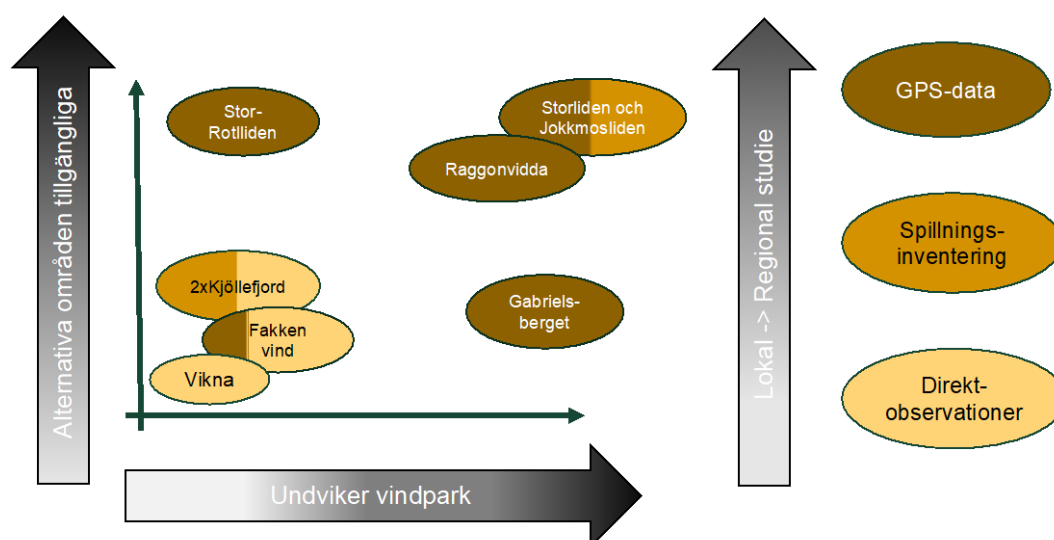 Alternativa områden tillgängliga
Stor-
Rotlliden
Storliden och
Jokkmosliden
Raggonvidda
2xKjöllefjord
Fakken
vind
Vikna
Gabriels-
berget
Undviker vindpark
Lokal -> Regional studie
GPS-data
Spillnings-
inventering
Direkt-
observationer